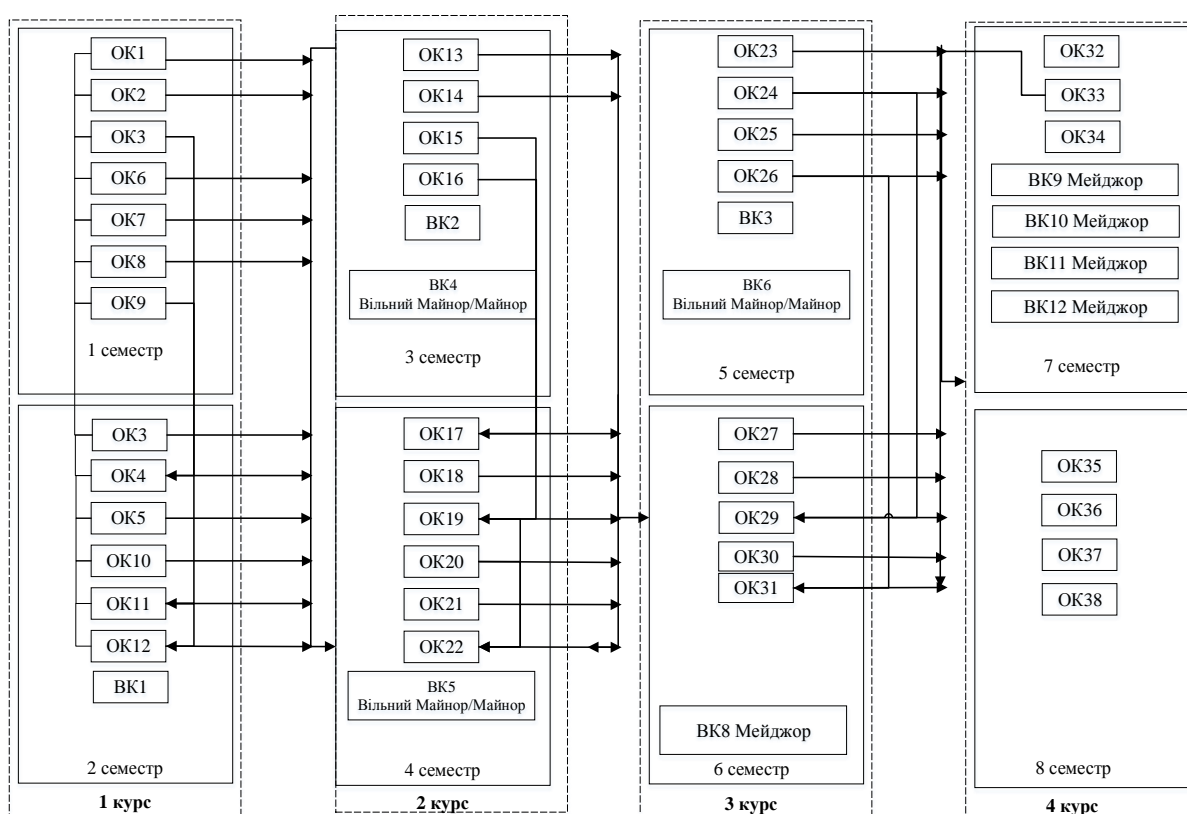 ОК1
ОК2
ОК3
ОК6
ОК7
ОК8
ОК9
1 семестр
ОК3
ОК4
ОК5
ОК10
ОК11
ОК12
ВК1
2 семестр
1 курс
ОК13
ОК14
ОК15
ОК16
ВК2
ВК4
Вільний Майнор/Майнор
3 семестр
ОК17
ОК18
ОК19
ОК20
ОК21
ОК22
ВК5
Вільний Майнор/Майнор
4 семестр
2 курс
ОК23
ОК24
ОК25
ОК26
ВК3
ВК6
Вільний Майнор/Майнор
5 семестр
ОК27
ОК28
ОК29
ОК30
ОК31
ВК8 Мейджор
6 семестр
3 курс
ОК32
ОК33
ОК34
ВК9 Мейджор
ВК10 Мейджор
ВК11 Мейджор
ВК12 Мейджор
7 семестр
ОК35
ОК36
ОК37
ОК38
8 семестр
4 курс